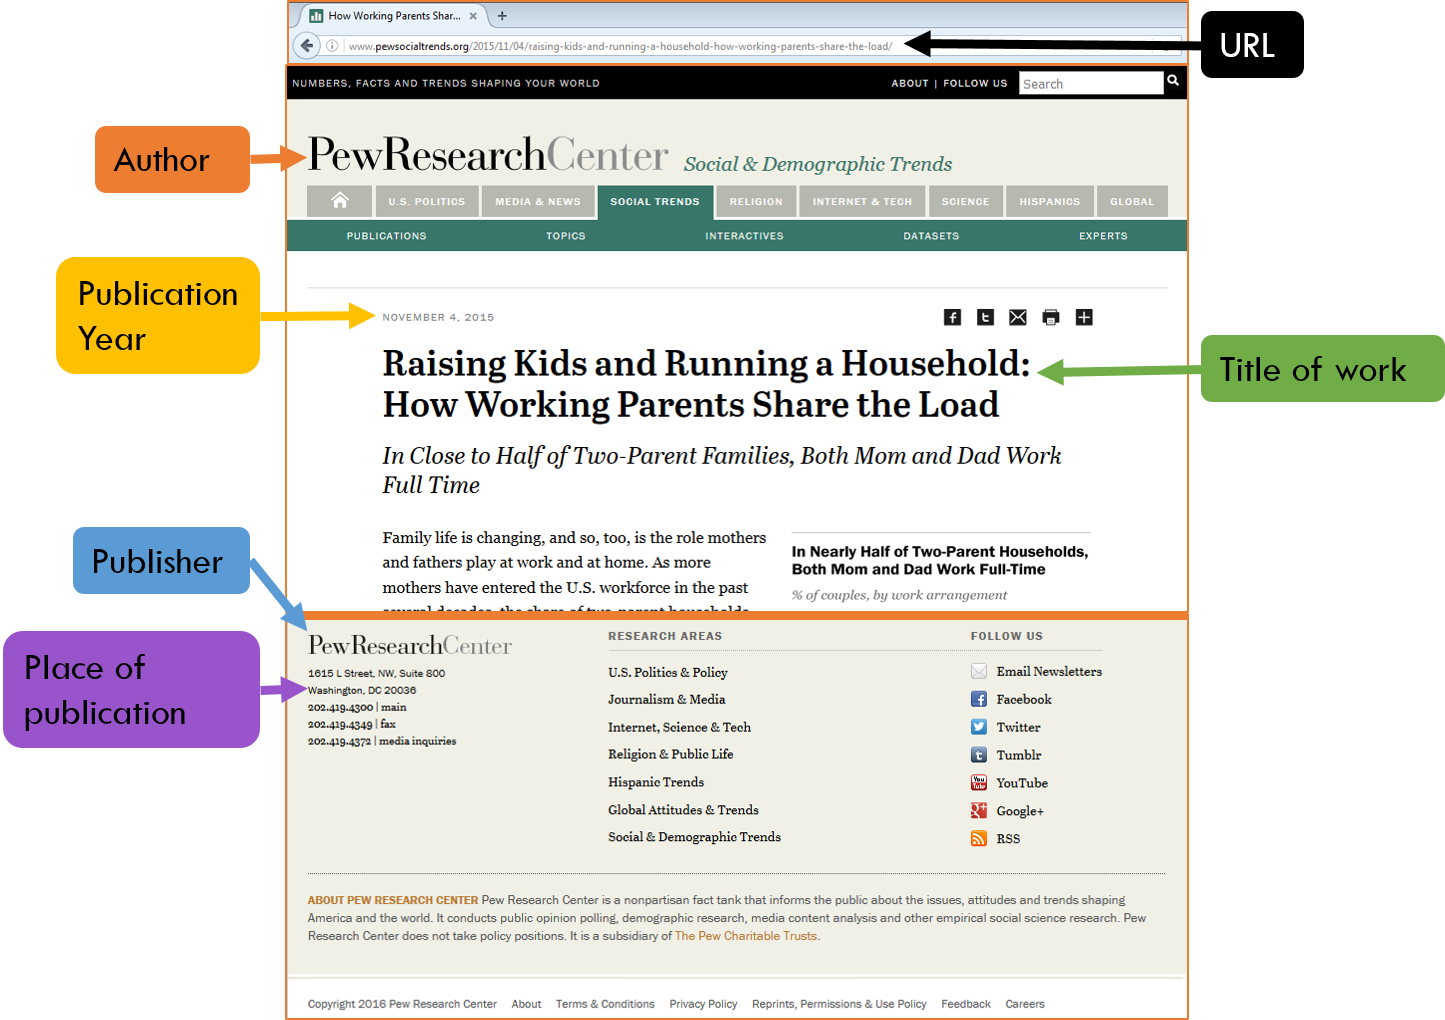 How Working Parents Shar... × +
www.pewsocialtrends.org/2015/11/04/raising-kids-and-running-a-household-how-working-parents-share-the-load/
URL
NUMBERS, FACTS AND TRENDS SHAPING YOUR WORLD
ABOUT | FOLLOW US
Search
Author
PewResearchCenter Social & Demographic Trends
U.S. POLITICS MEDIA & NEWS SOCIAL TRENDS RELIGION INTERNET & TECH SCIENCE HISPANICS GLOBAL
PUBLICATIONS TOPICS INTERACTIVES DATASETS EXPERTS
Publication
Year
NOVEMBER 4, 2015
Raising Kids and Running a Household:
How Working Parents Share the Load
Title of work
In Close to Half of Two-Parent Families, Both Mom and Dad Work
Full Time
Family life is changing, and so, too, is the role mothers
and fathers play at work and at home. As more
mothers have entered the U.S. workforce in the past
several decades, the share of two-parent households
In Nearly Half of Two-Parent Households,
Both Mom and Dad Work Full-Time
% of couples, by work arrangement
Publisher
Place of
publication
PewResearchCenter
1615 L Street, NW, Suite 800
Washington, DC 20036
202.419.4300 | main
202.419.4349 | fax
202.419.4372 | media inquiries
RESEARCH AREAS
U.S. Politics & Policy
Journalism & Media
Internet, Science & Tech
Religion & Public Life
Hispanic Trends
Global Attitudes & Trends
Social & Demographic Trends
FOLLOW US
Email Newsletters
Facebook
Twitter
Tumblr
YouTube
Google+
RSS
ABOUT PEW RESEARCH CENTER Pew Research Center is a nonpartisan fact tank that informs the public about the issues, attitudes and trends shaping
America and the world. It conducts public opinion polling, demographic research, media content analysis and other empirical social science research. Pew
Research Center does not take policy positions. It is a subsidiary of The Pew Charitable Trusts.
Copyright 2016 Pew Research Center About Terms & Conditions Privacy Policy Reprints, Permissions & Use Policy Feedback Careers